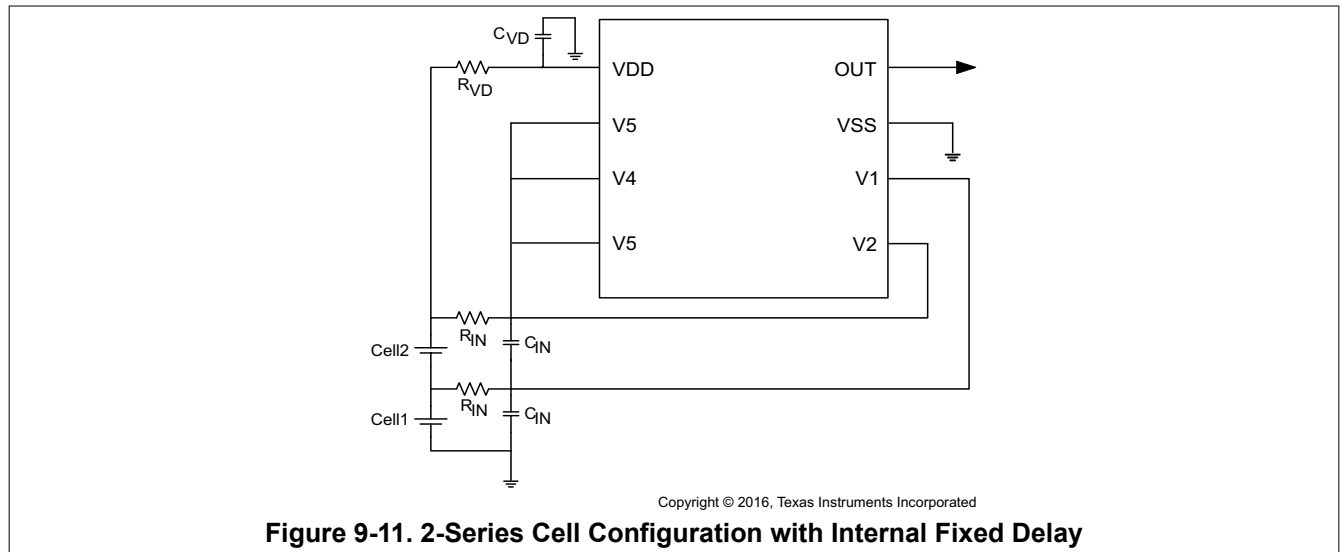 CVD
RVD
VDD
OUT
V5
VSS
V4
V1
V5
V2
RIN
CIN
Cell2
RIN
CIN
Cell1
Copyright © 2016, Texas Instruments Incorporated
Figure 9-11. 2-Series Cell Configuration with Internal Fixed Delay